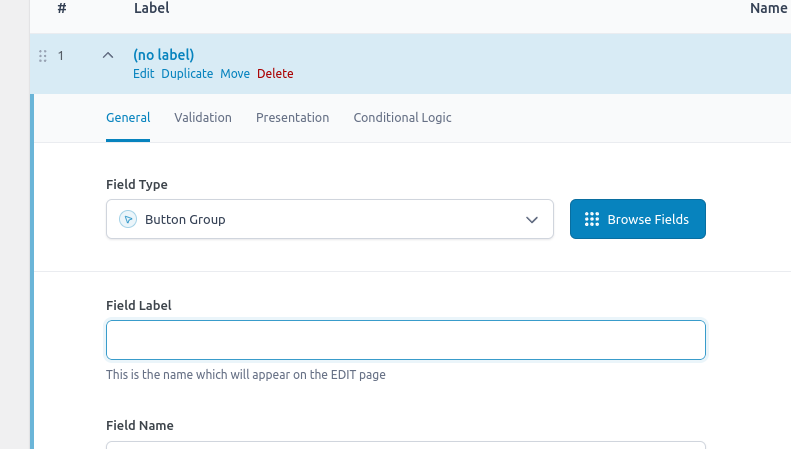 # Label Name
1 (no label)
Edit Duplicate Move Delete
General Validation Presentation Conditional Logic
Field Type
Button Group Browse Fields
Field Label
This is the name which will appear on the EDIT page
Field Name